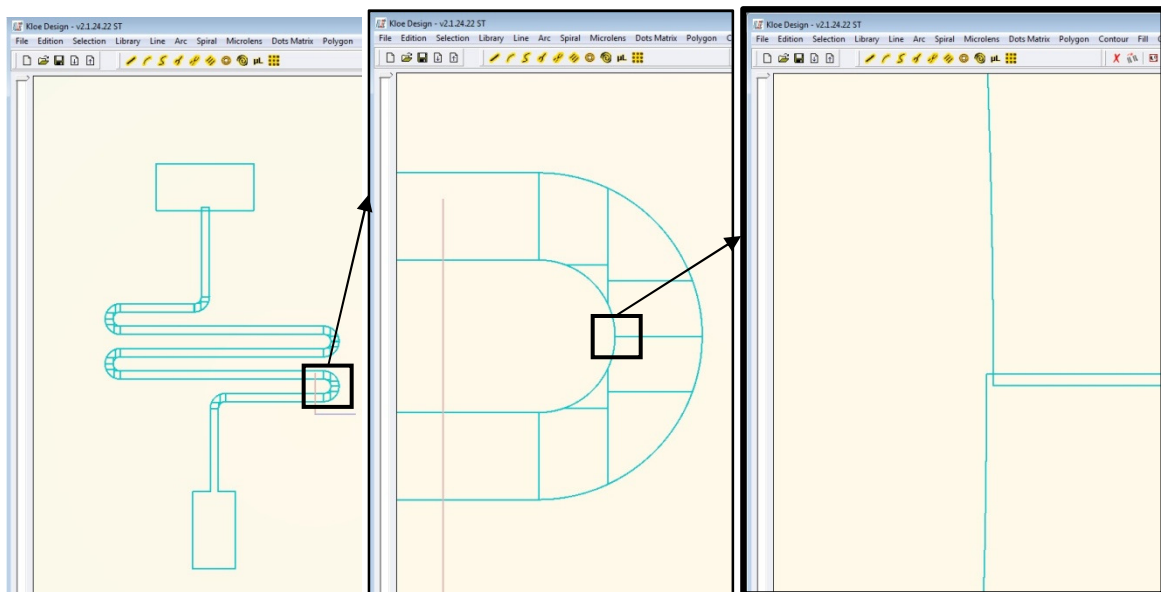 Kloe Design - v2.1.24.22 ST
File Edition Selection Library Line Arc Spiral Microlens Dots Matrix Polygon
µL
Kloe Design - v2.1.24.22 ST
File Edition Selection Library Line Arc Spiral Microlens Dots Matrix Polygon C
µL
Kloe Design - v2.1.24.22 ST
File Edition Selection Library Line Arc Spiral Microlens Dots Matrix Polygon Contour Fill
µL